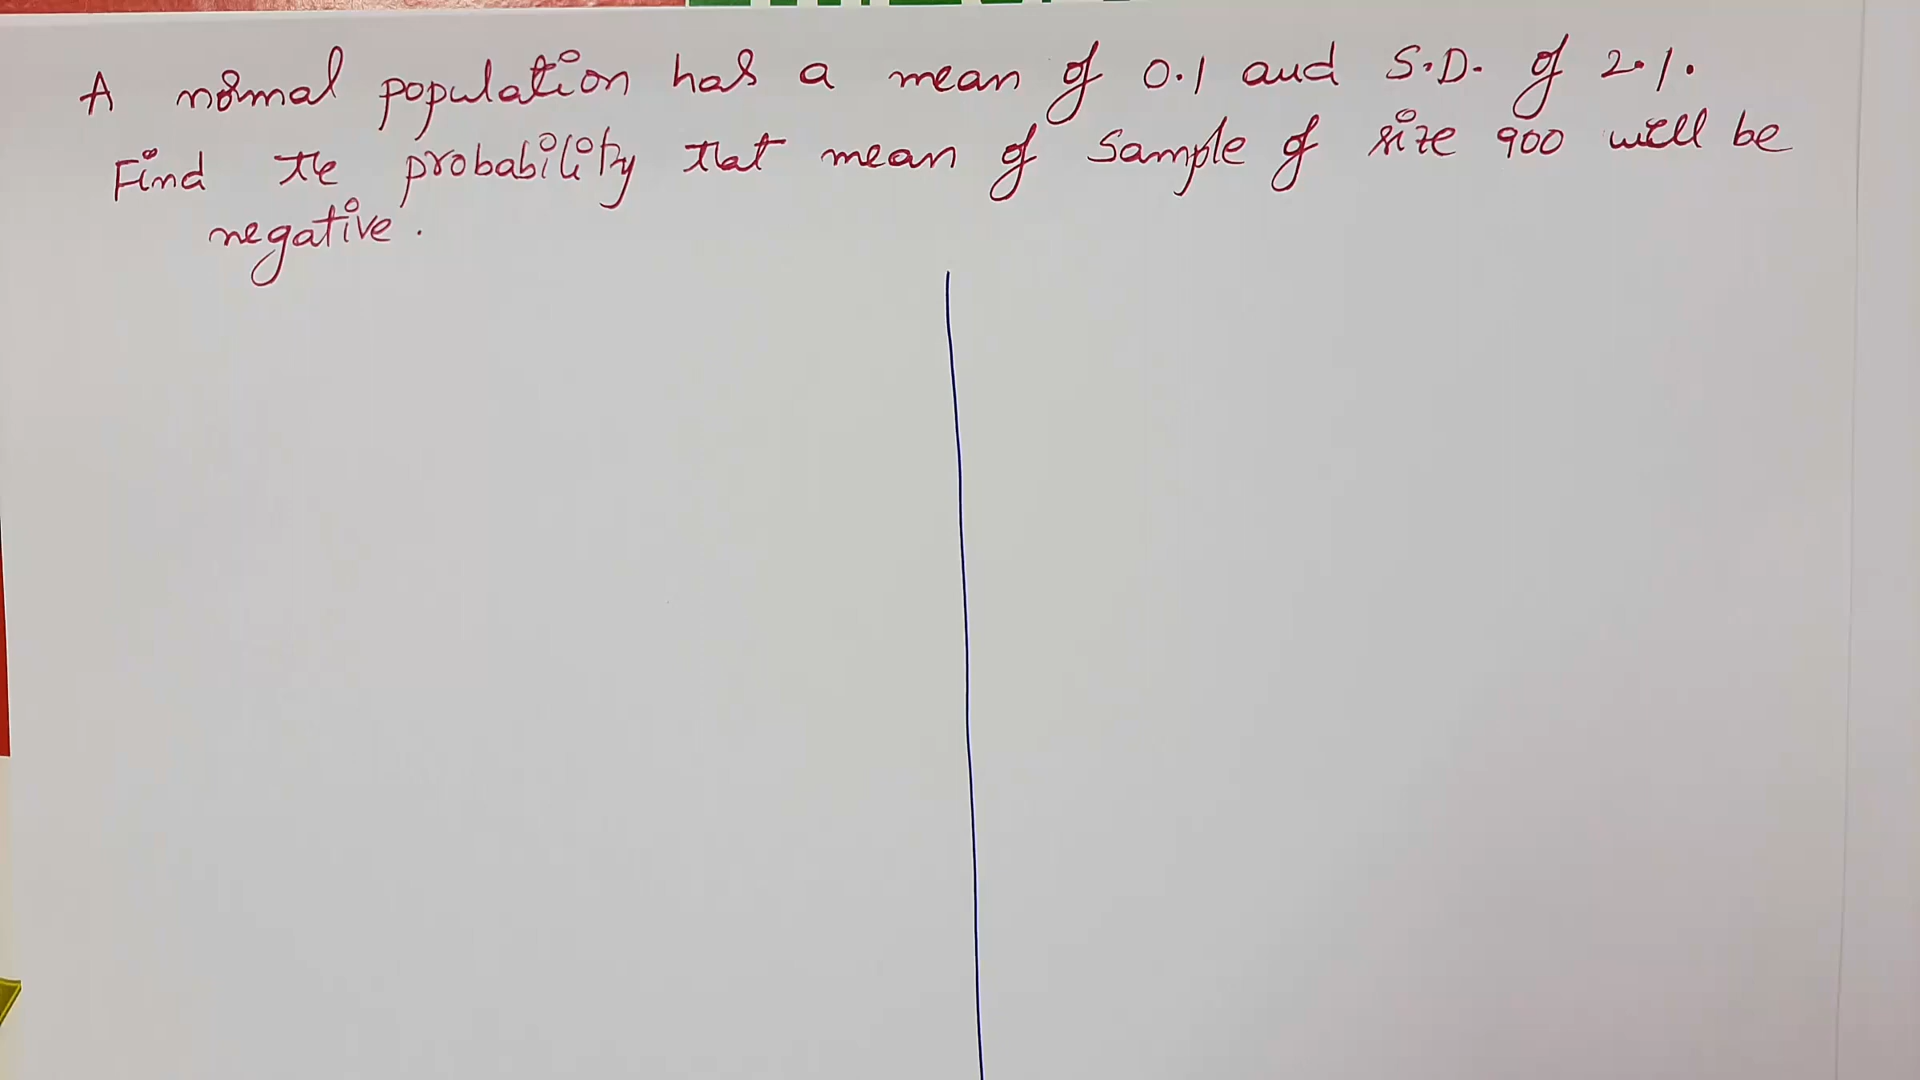 A normal population has a mean of 0.1 and S.D. of 2.1.
Find the probability that mean of sample of size 900 will be
negative.